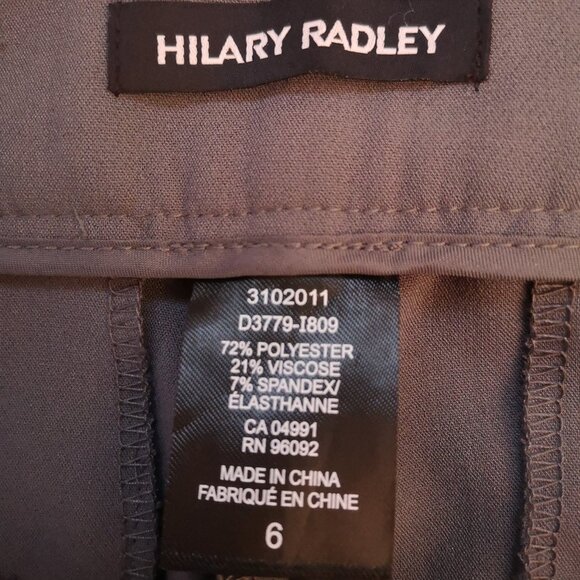 HILARY RADLEY
3102011
D3779-I809
72% POLYESTER
21% VISCOSE
7% SPANDEX/
ÉLASTHANNE
CA 04991
RN 96092
MADE IN CHINA
FABRIQUÉ EN CHINE
6